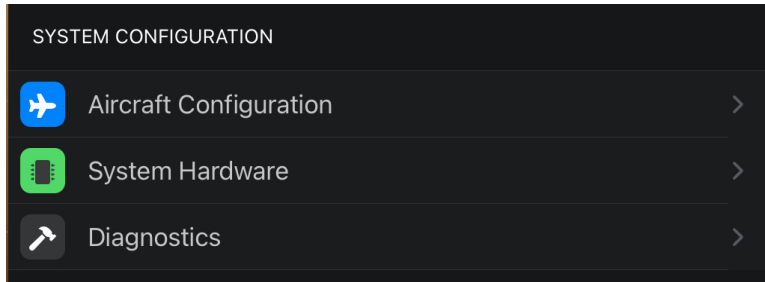 SYSTEM CONFIGURATION
Aircraft Configuration
System Hardware
Diagnostics